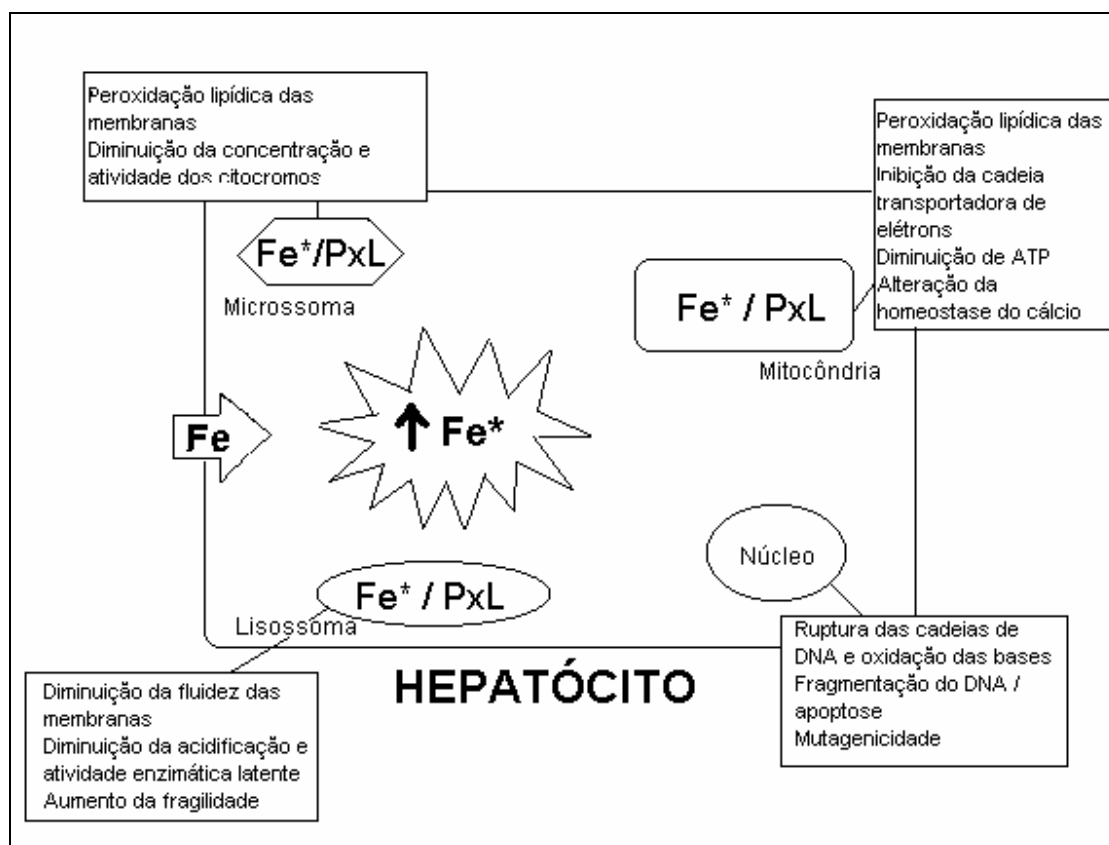 Peroxidação lipídica das
membranas
Diminuição da concentração e
atividade dos citocromos
Fe*/PxL
Microssoma
Peroxidação lipídica das
membranas
Inibição da cadeia
transportadora de
elétrons
Diminuição de ATP
Alteração da
homeostase do cálcio
Fe* / PxL
Mitocôndria
Fe
↑ Fe*
Núcleo
Fe* / PxL
Lisossoma
Ruptura das cadeias de
DNA e oxidação das bases
Fragmentação do DNA /
apoptose
Mutagenicidade
HEPATÓCITO
Diminuição da fluidez das
membranas
Diminuição da acidificação e
atividade enzimática latente
Aumento da fragilidade